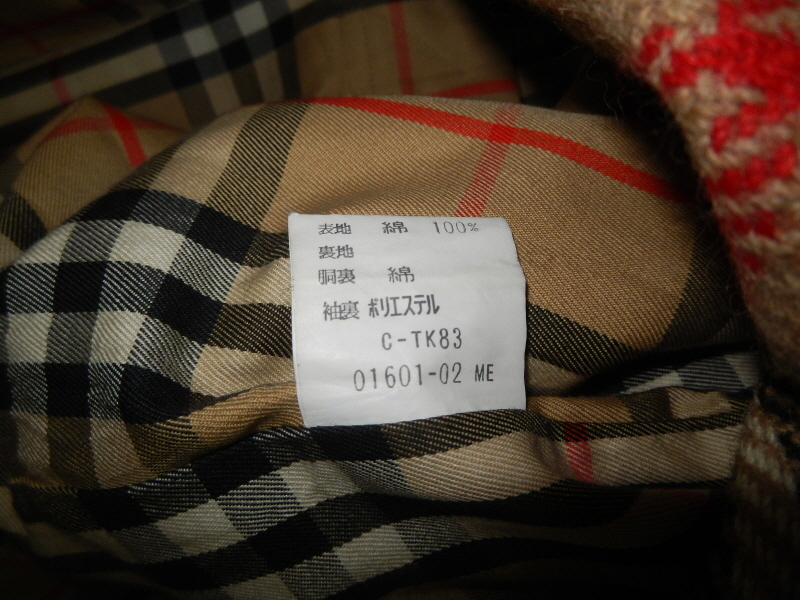 表地 綿 100%
裏地
胴裏 綿
袖裏 ポリエステル
C-TK83
01601-02 ME